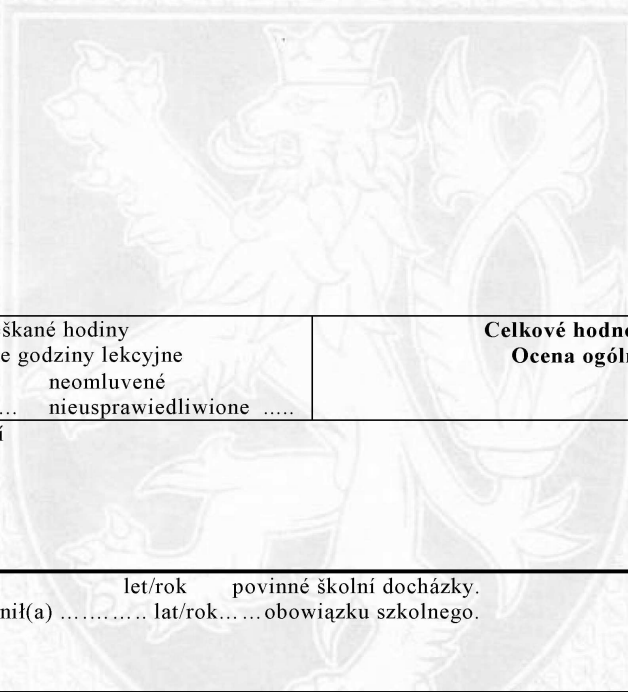 škané hodiny
e godziny lekcyjne
neomluvené
... nieusprawiedliwione .....
Celkové hodno
Ocena ogóln
í
let/rok povinné školní docházky.
nił(a) ............ lat/rok......obowiązku szkolnego.